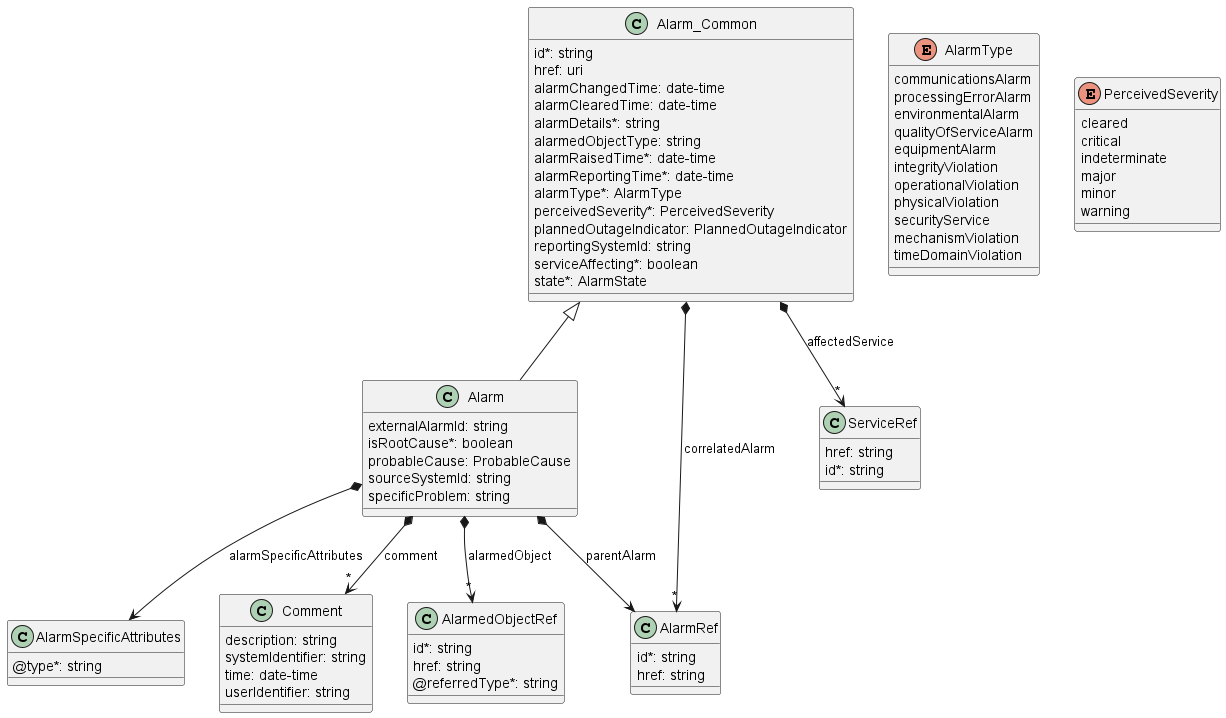 C Alarm_Common
id*: string
href: uri
alarmChangedTime: date-time
alarmClearedTime: date-time
alarmDetails*: string
alarmedObjectType: string
alarmRaisedTime*: date-time
alarmReportingTime*: date-time
alarmType*: AlarmType
perceivedSeverity*: PerceivedSeverity
plannedOutageIndicator: PlannedOutageIndicator
reportingSystemId: string
serviceAffecting*: boolean
state*: AlarmState
E AlarmType
communicationsAlarm
processingErrorAlarm
environmentalAlarm
qualityOfServiceAlarm
equipmentAlarm
integrityViolation
operationalViolation
physicalViolation
securityService
mechanismViolation
timeDomainViolation
E PerceivedSeverity
cleared
critical
indeterminate
major
minor
warning
affectedService
*
C Alarm
externalAlarmId: string
isRootCause*: boolean
probableCause: ProbableCause
sourceSystemId: string
specificProblem: string
correlatedAlarm
*
C ServiceRef
href: string
id*: string
alarmSpecificAttributes
comment
*
alarmedObject
*
parentAlarm
C AlarmSpecificAttributes
@type*: string
C Comment
description: string
systemIdentifier: string
time: date-time
userIdentifier: string
C AlarmedObjectRef
id*: string
href: string
@referredType*: string
C AlarmRef
id*: string
href: string